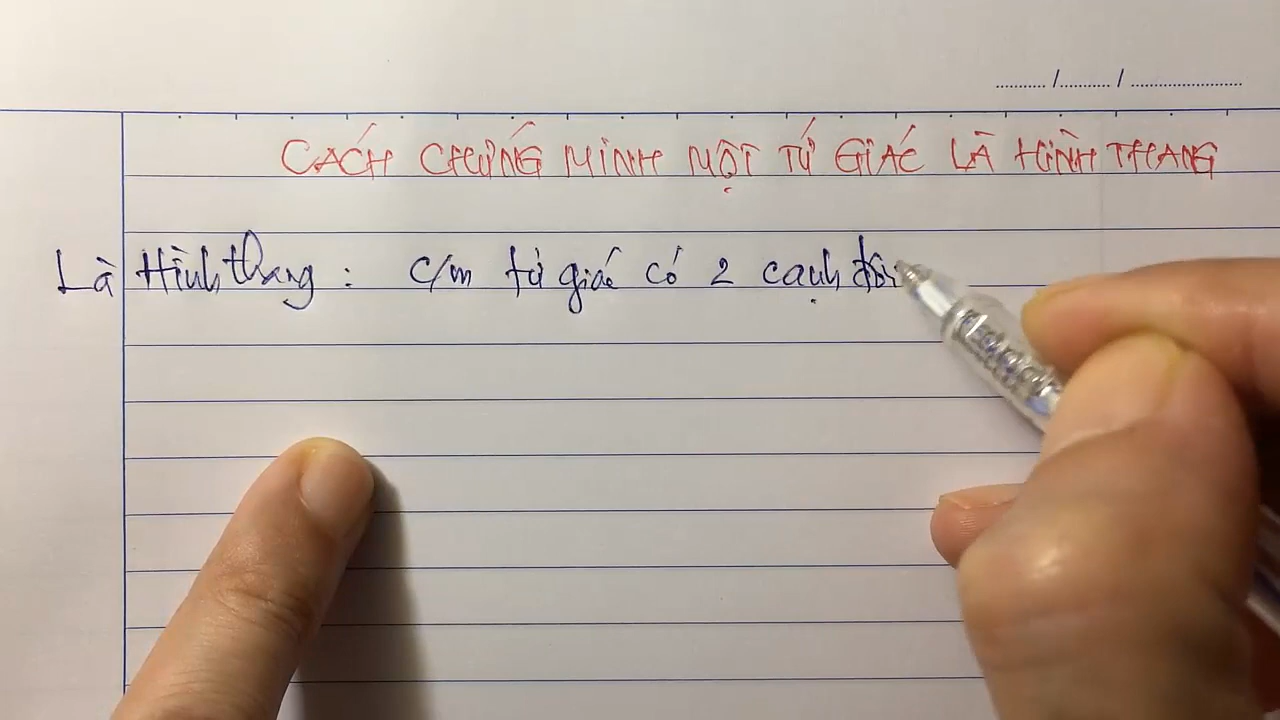 CÁCH CHỨNG MINH MỘT TỨ GIÁC LÀ HÌNH THANG
Là Hình thang : c/m tứ giác có 2 cạnh đối